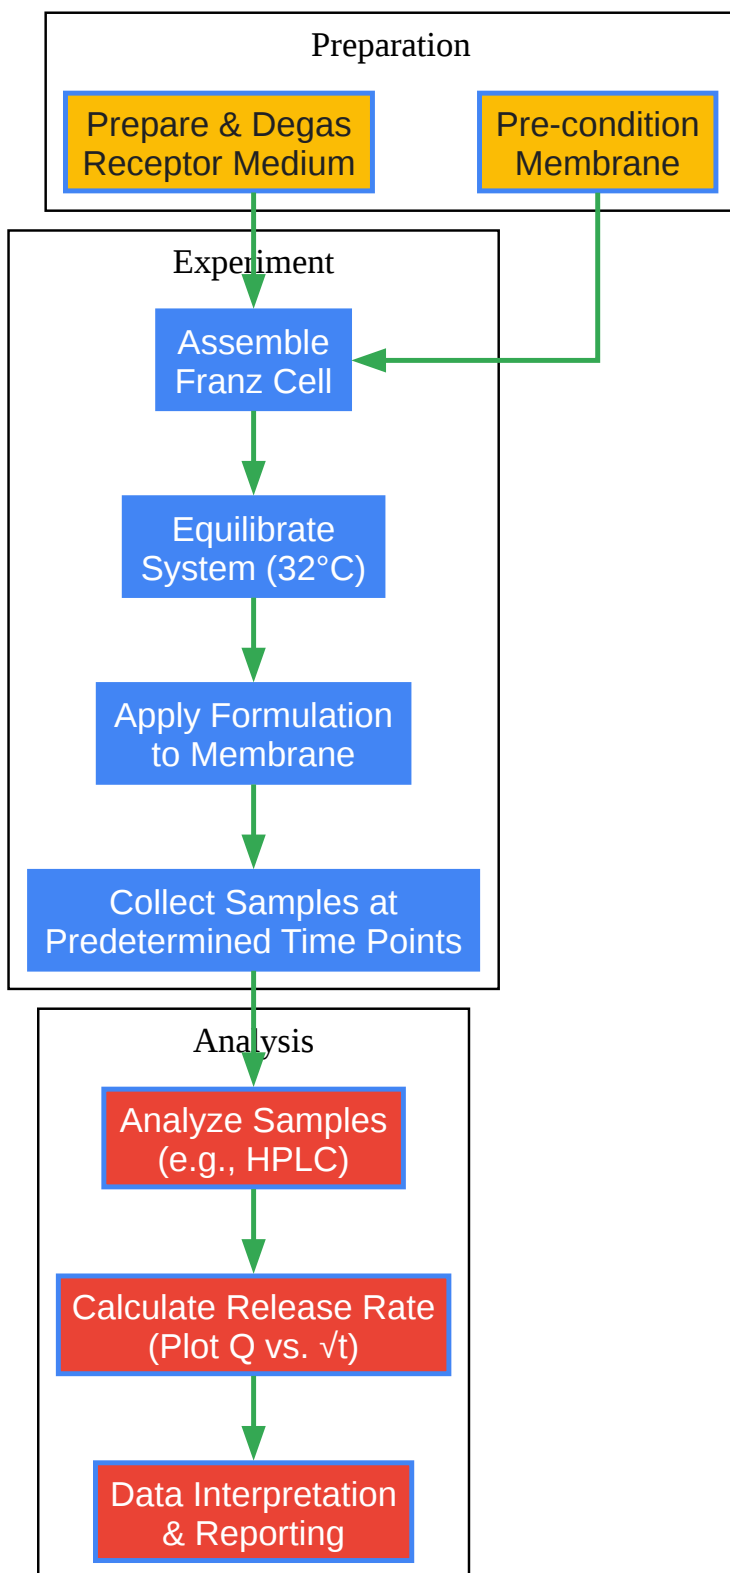 Preparation
Prepare & Degas
Receptor Medium
Pre-condition
Membrane
Experiment
Assemble
Franz Cell
Equilibrate
System (32°C)
Apply Formulation
to Membrane
Collect Samples at
Predetermined Time Points
Analysis
Analyze Samples
(e.g., HPLC)
Calculate Release Rate
(Plot Q vs. √t)
Data Interpretation
& Reporting